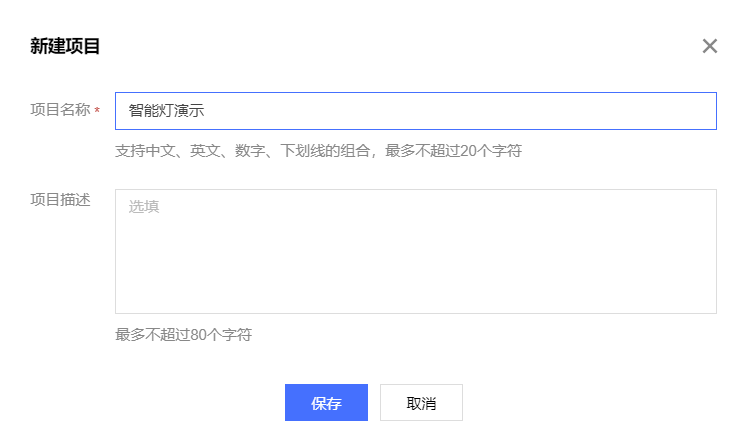 新建项目
项目名称 *
智能灯演示
支持中文、英文、数字、下划线的组合，最多不超过20个字符
项目描述
选填
最多不超过80个字符
保存 取消